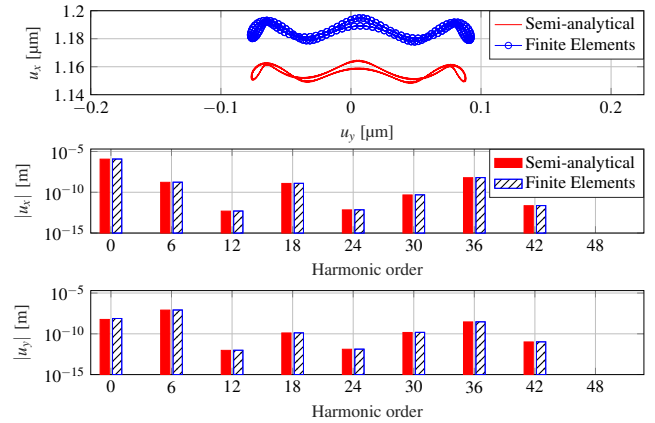 1.2
1.18
1.16
1.14
u_x [µm]
Semi-analytical
Finite Elements
−0.2
−0.1
0
0.1
0.2
u_y [µm]
10^−5
10^−10
10^−15
|u_x| [m]
Semi-analytical
Finite Elements
0 6 12 18 24 30 36 42 48
Harmonic order
10^−5
10^−10
10^−15
|u_y| [m]
0 6 12 18 24 30 36 42 48
Harmonic order